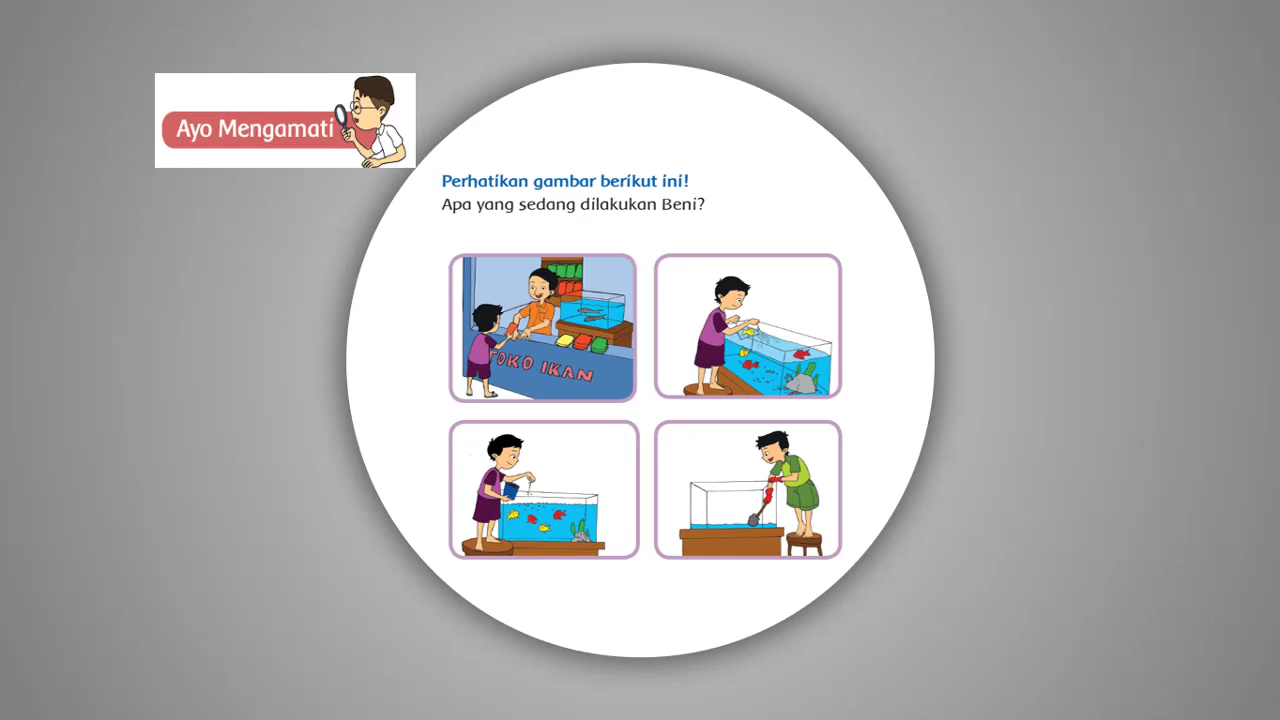 Ayo Mengamati
Perhatikan gambar berikut ini!
Apa yang sedang dilakukan Beni?
TOKO IKAN